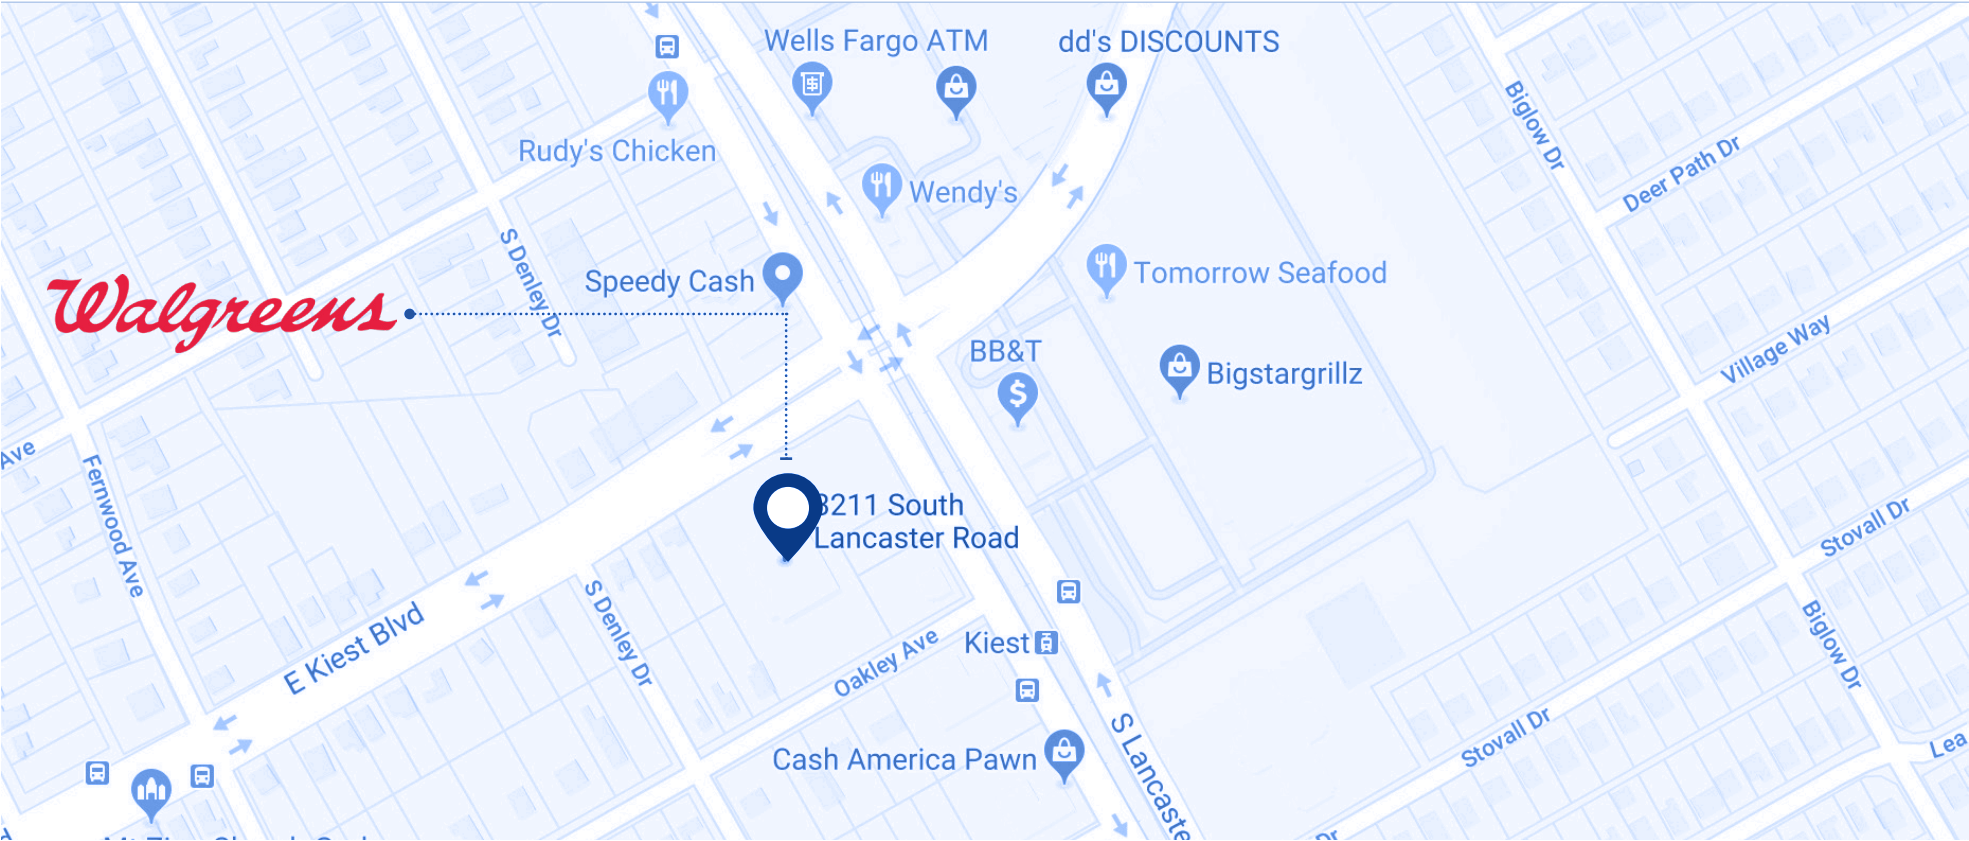 Wells Fargo ATM
dd's DISCOUNTS
Biglow Dr
Rudy's Chicken
Deer Path Dr
Wendy's
S Denley Dr
Speedy Cash
Tomorrow Seafood
Walgreens
Village Way
BB&T
Bigstargrillz
Ave
Fernwood Ave
3211 South
Lancaster Road
Stovall Dr
S Denley Dr
E Kiest Blvd
Kiest
Oakley Ave
Biglow Dr
Stovall Dr
S Lancaste
Cash America Pawn
Lea
Dr